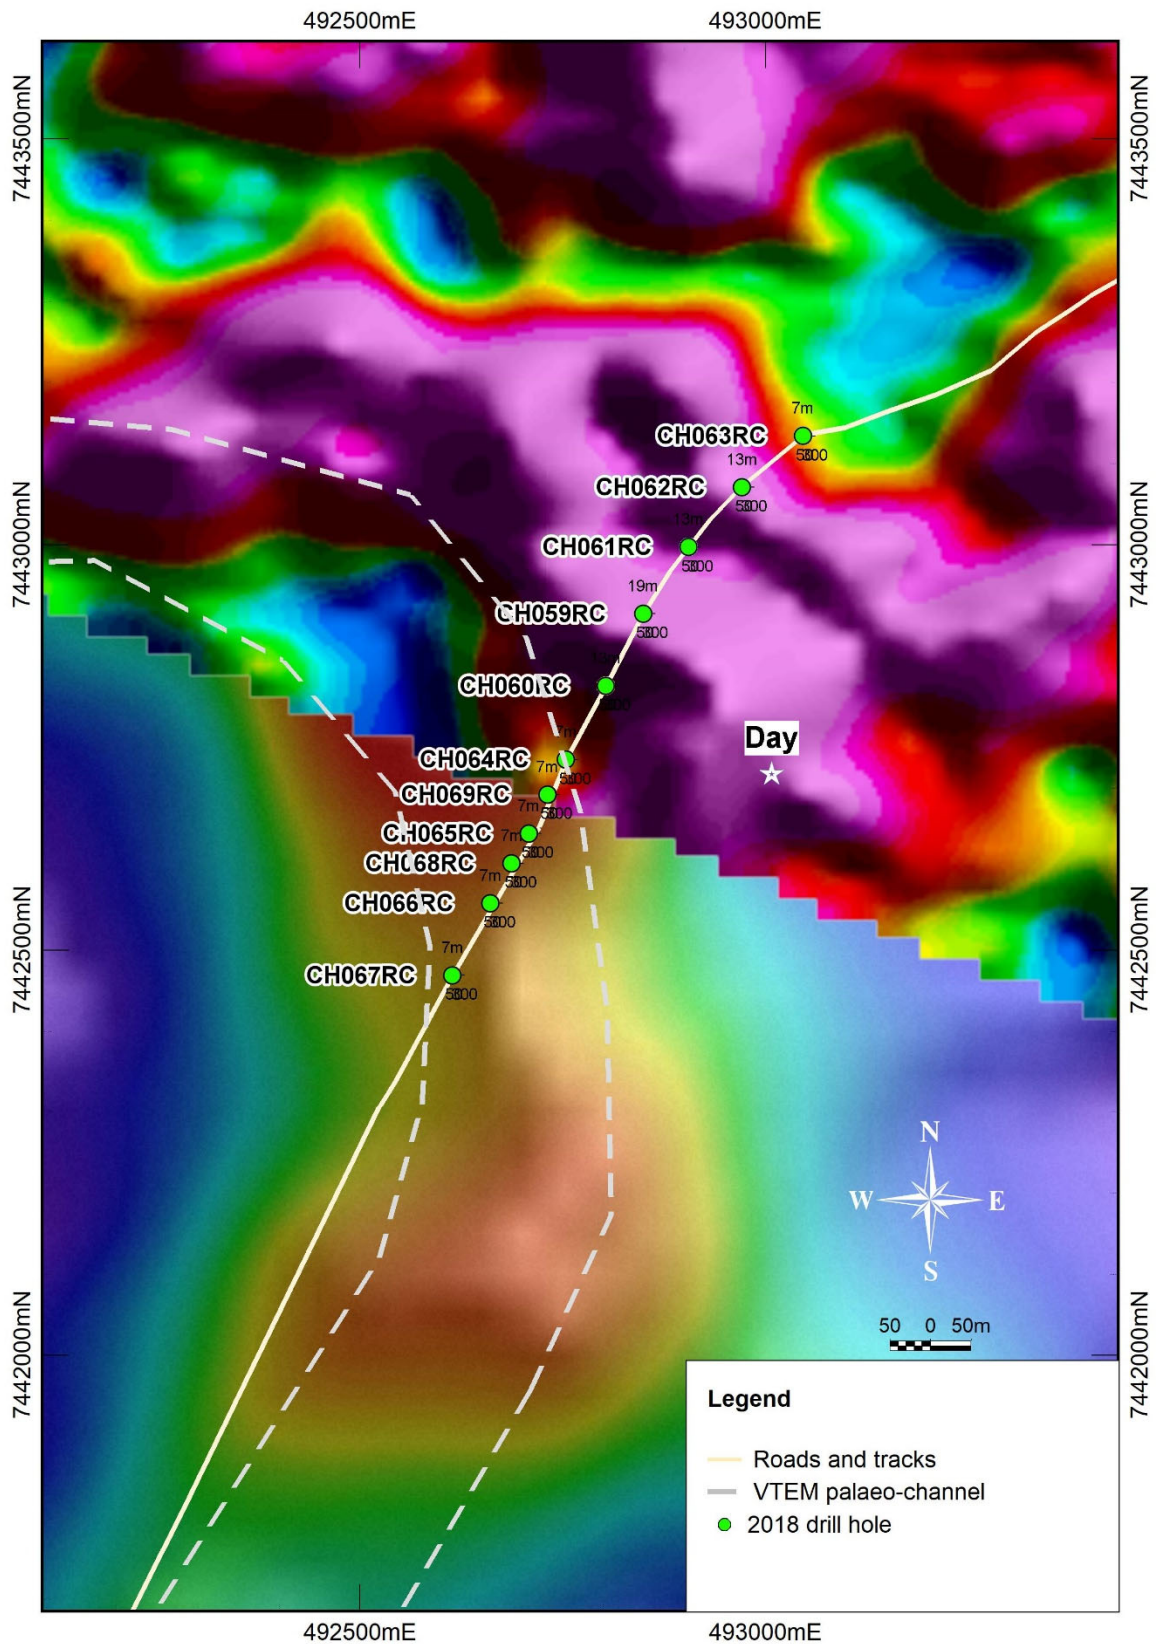 492500mE 493000mE
7443500mN 7443500mN
7m
CH063RC
13m
CH062RC
13m
CH061RC
7443000mN 7443000mN
19m
CH059RC
13m
CH060RC
7m
CH064RC
7m
CH069RC
7m
CH065RC
7m
CH068RC
7m
CH066RC
7m
CH067RC
Day
7442500mN 7442500mN
N
W E
S
50 0 50m
7442000mN 7442000mN
Legend
Roads and tracks
VTEM palaeo-channel
2018 drill hole
492500mE 493000mE